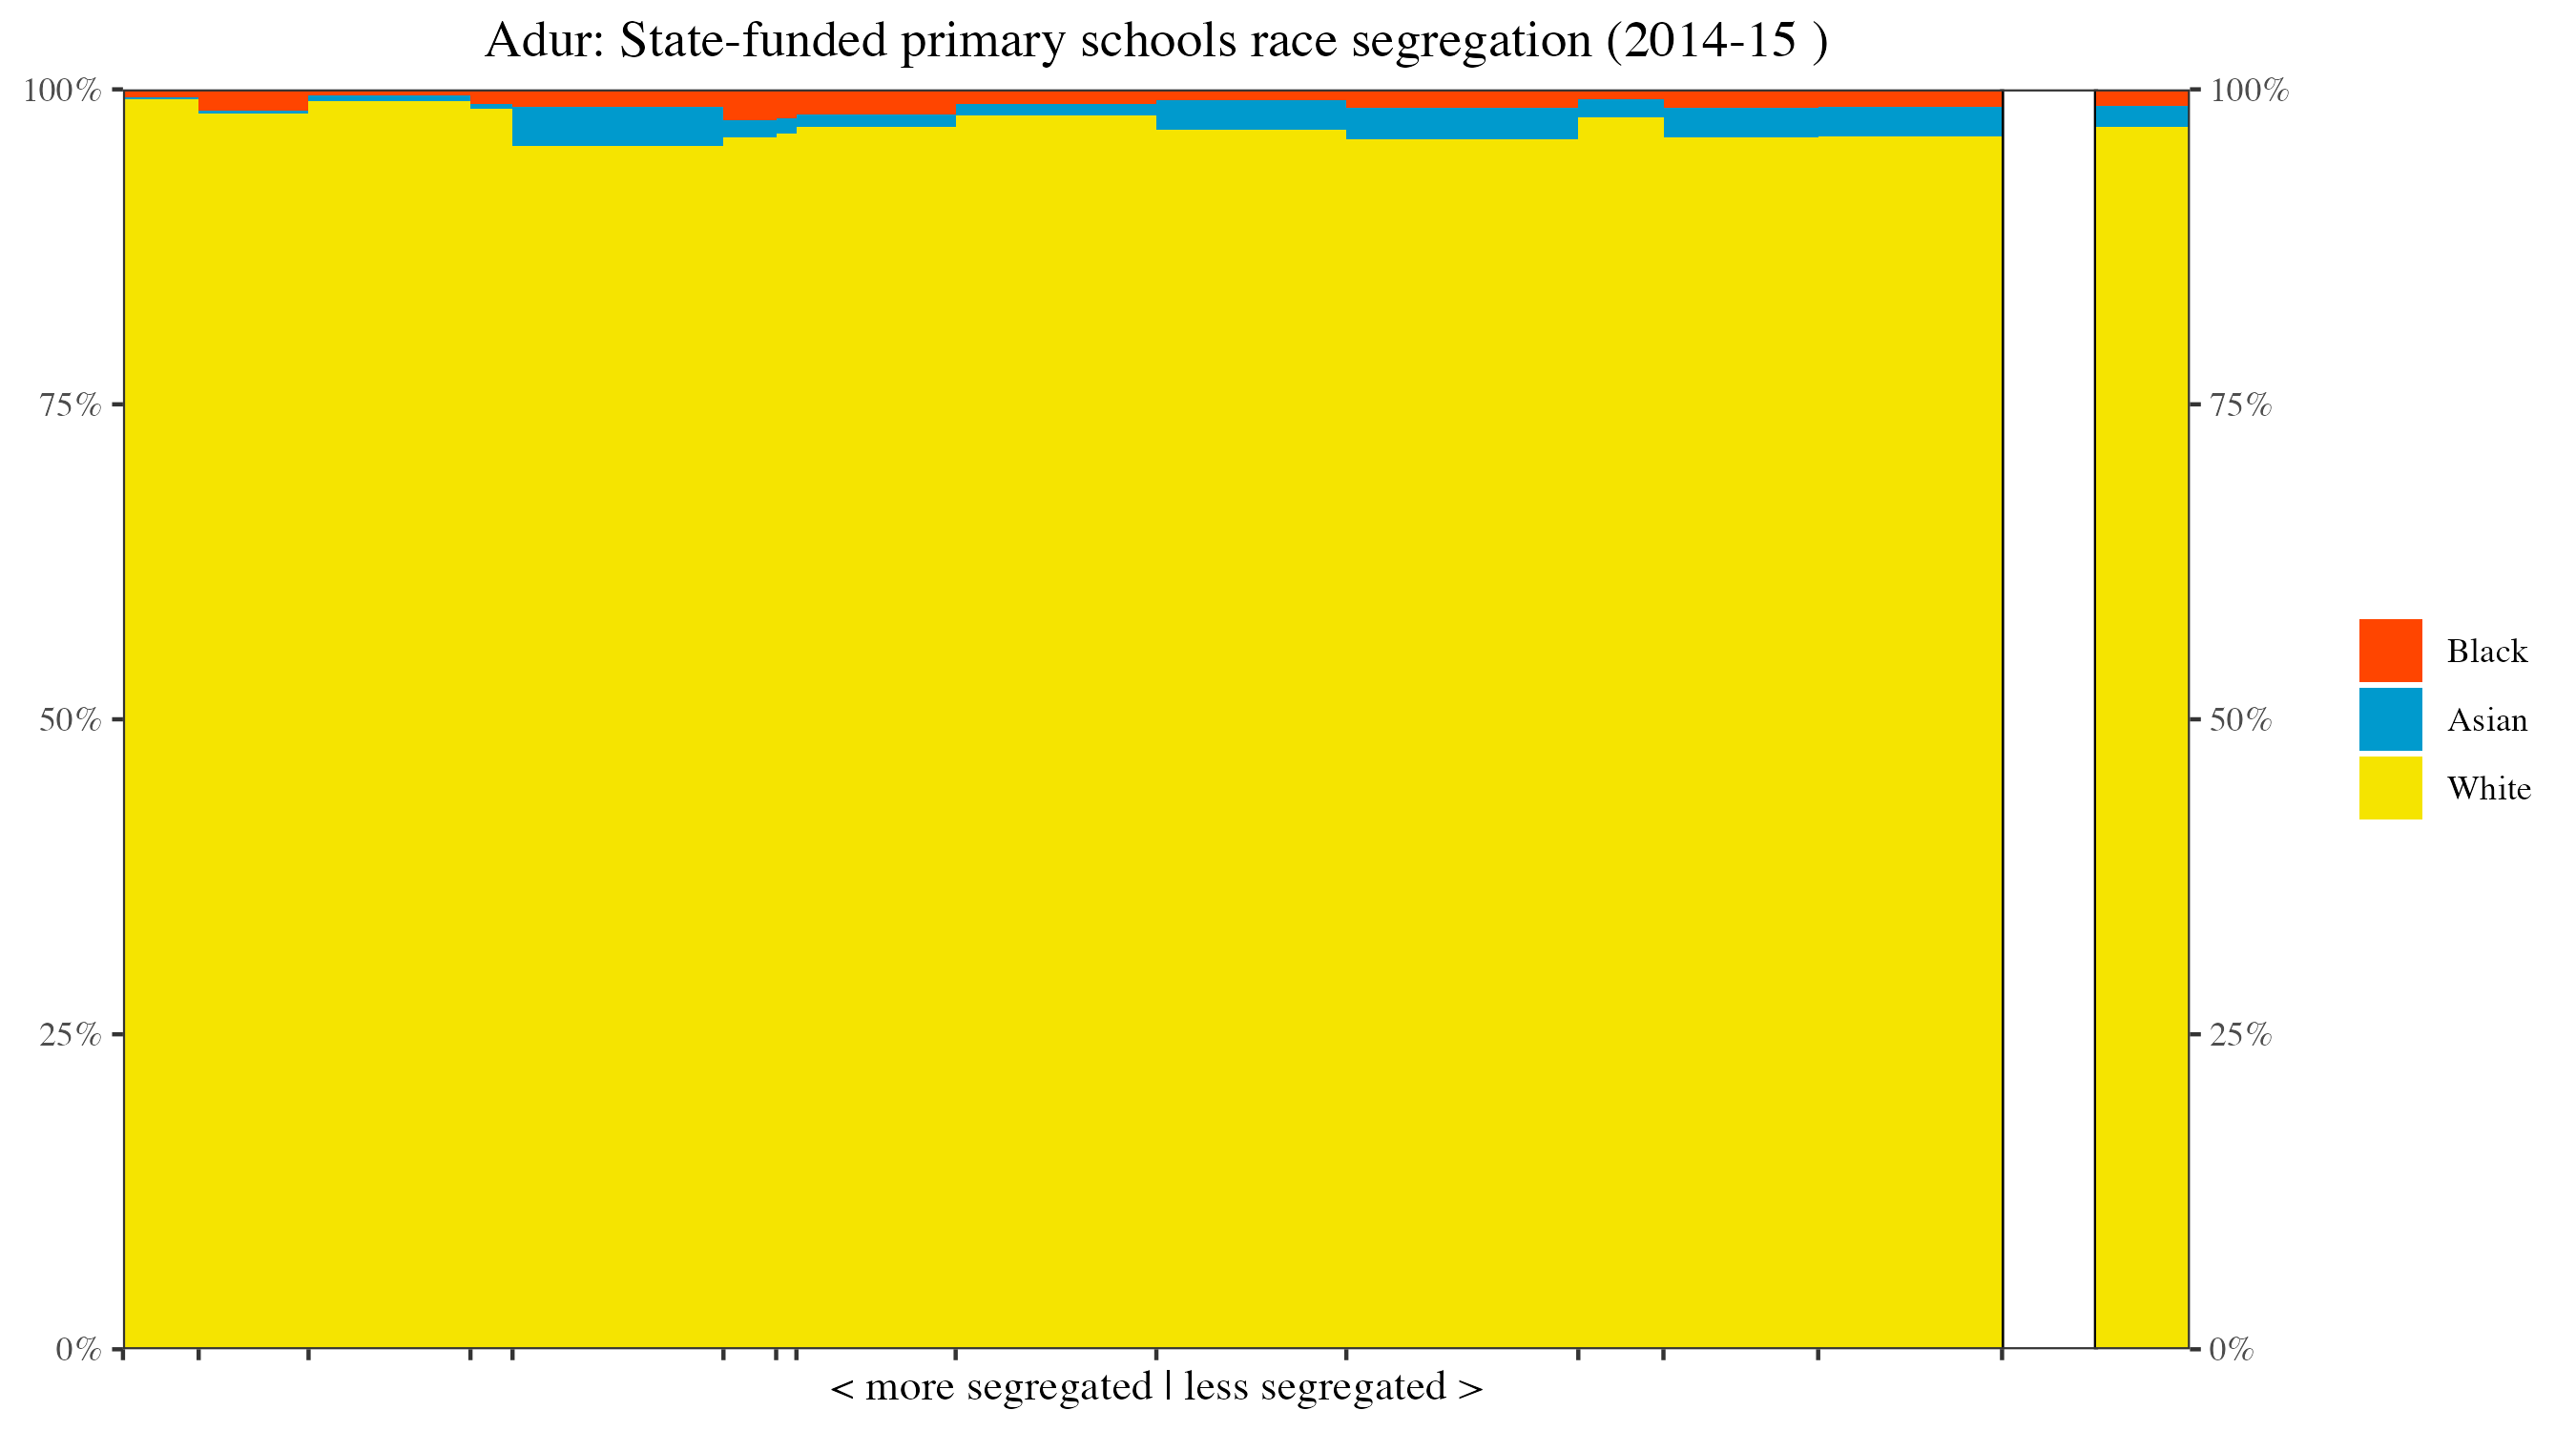 Adur: State-funded primary schools race segregation (2014-15 )
100%
75%
50%
25%
0%
100%
75%
50%
25%
0%
Black
Asian
White
< more segregated | less segregated >